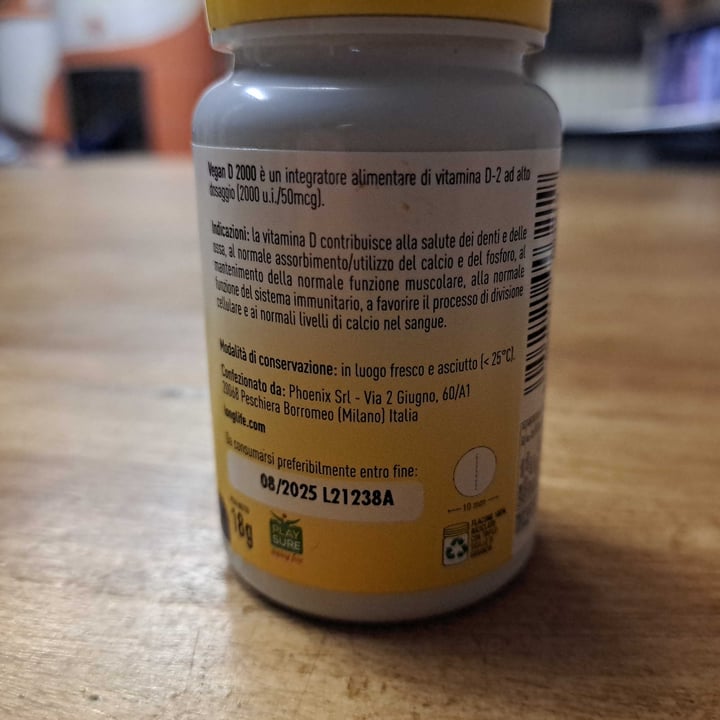 Vegan D 2000 è un integratore alimentare di vitamina D-2 ad alto
dosaggio (2000 u.i./50mcg).
Indicazioni: la vitamina D contribuisce alla salute dei denti e delle
ossa, al normale assorbimento/utilizzo del calcio e del fosforo, al
mantenimento della normale funzione muscolare, alla normale
funzione del sistema immunitario, a favorire il processo di divisione
cellulare e ai normali livelli di calcio nel sangue.
Modalità di conservazione: in luogo fresco e asciutto (< 25°C).
Confezionato da: Phoenix Srl - Via 2 Giugno, 60/A1
20068 Peschiera Borromeo (Milano) Italia
longlife.com
Da consumarsi preferibilmente entro fine:
08/2025 L21238A
10 mm
18g
PLAY
SURE
doping free
FLACONE 100%